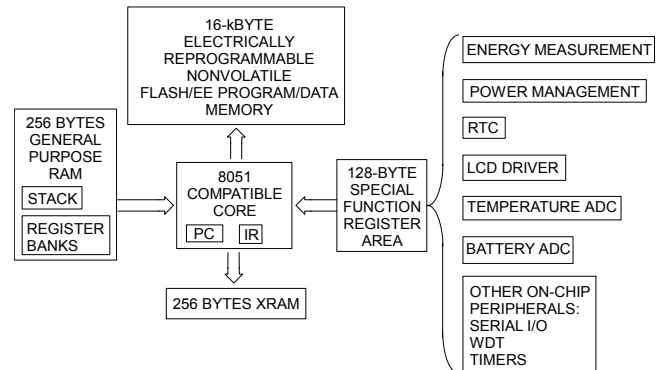 16-kBYTE
ELECTRICALLY
REPROGRAMMABLE
NONVOLATILE
FLASH/EE PROGRAM/DATA
MEMORY
256 BYTES
GENERAL
PURPOSE
RAM
STACK
REGISTER
BANKS
8051
COMPATIBLE
CORE
PC IR
256 BYTES XRAM
128-BYTE
SPECIAL
FUNCTION
REGISTER
AREA
ENERGY MEASUREMENT
POWER MANAGEMENT
RTC
LCD DRIVER
TEMPERATURE ADC
BATTERY ADC
OTHER ON-CHIP
PERIPHERALS:
SERIAL I/O
WDT
TIMERS